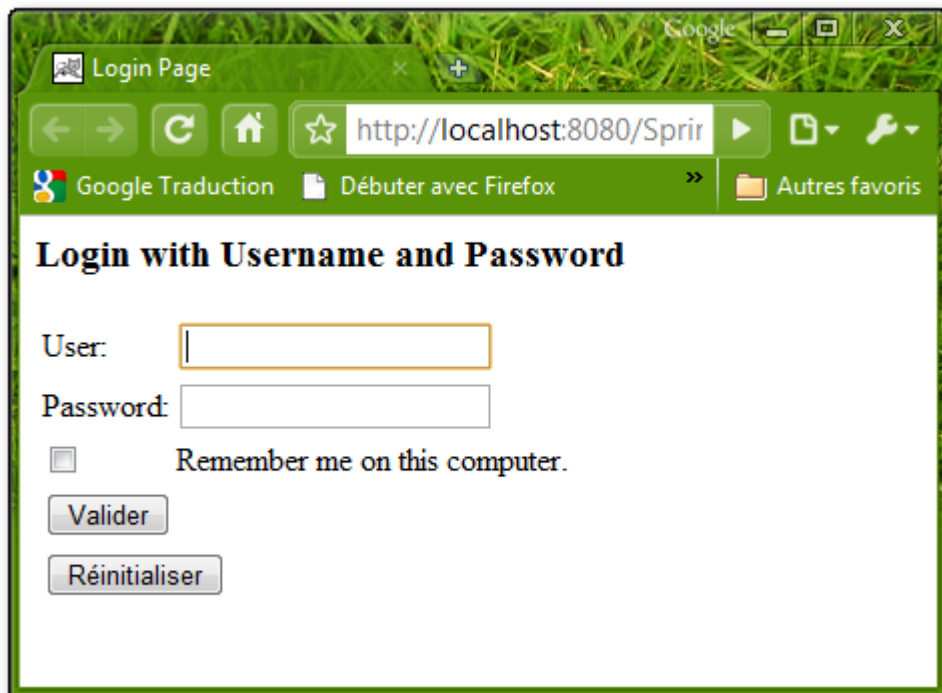 Google
Login Page
http://localhost:8080/Sprir
Google Traduction Débuter avec Firefox » Autres favoris
Login with Username and Password
User:
Password:
Remember me on this computer.
Valider
Réinitialiser